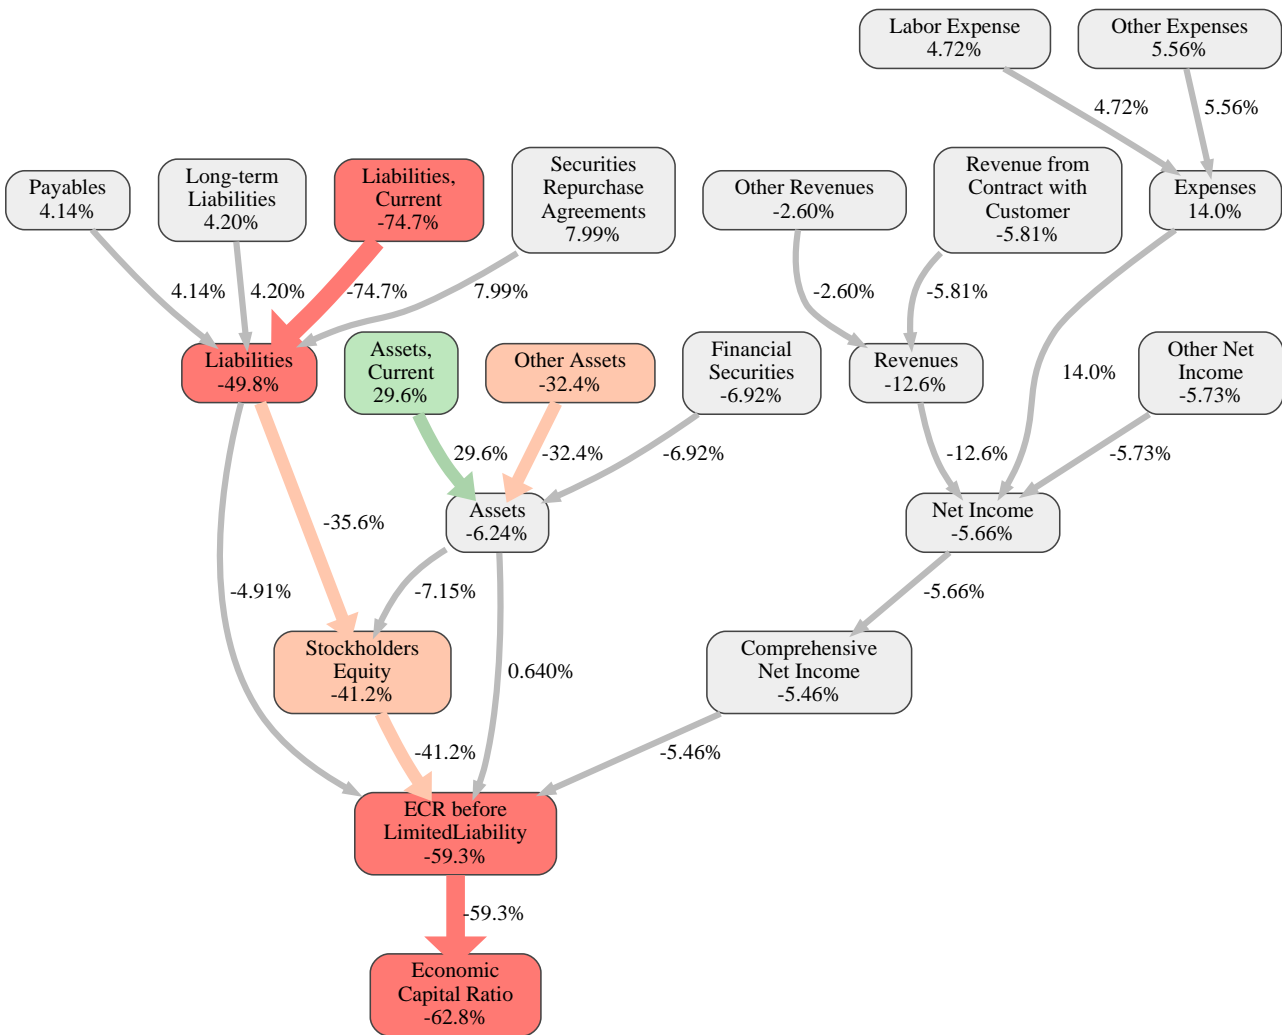 Labor Expense
4.72%
Other Expenses
5.56%
4.72%
5.56%
Payables
4.14%
Long-term
Liabilities
4.20%
Liabilities,
Current
-74.7%
Securities
Repurchase
Agreements
7.99%
Other Revenues
-2.60%
Revenue from
Contract with
Customer
-5.81%
Expenses
14.0%
4.14%
4.20%
-74.7%
7.99%
-2.60%
-5.81%
Liabilities
-49.8%
Assets,
Current
29.6%
Other Assets
-32.4%
Financial
Securities
-6.92%
Revenues
-12.6%
14.0%
Other Net
Income
-5.73%
29.6%
-32.4%
-6.92%
-12.6%
-5.73%
-35.6%
Assets
-6.24%
Net Income
-5.66%
-4.91%
-7.15%
-5.66%
Stockholders
Equity
-41.2%
0.640%
Comprehensive
Net Income
-5.46%
-41.2%
-5.46%
ECR before
LimitedLiability
-59.3%
-59.3%
Economic
Capital Ratio
-62.8%